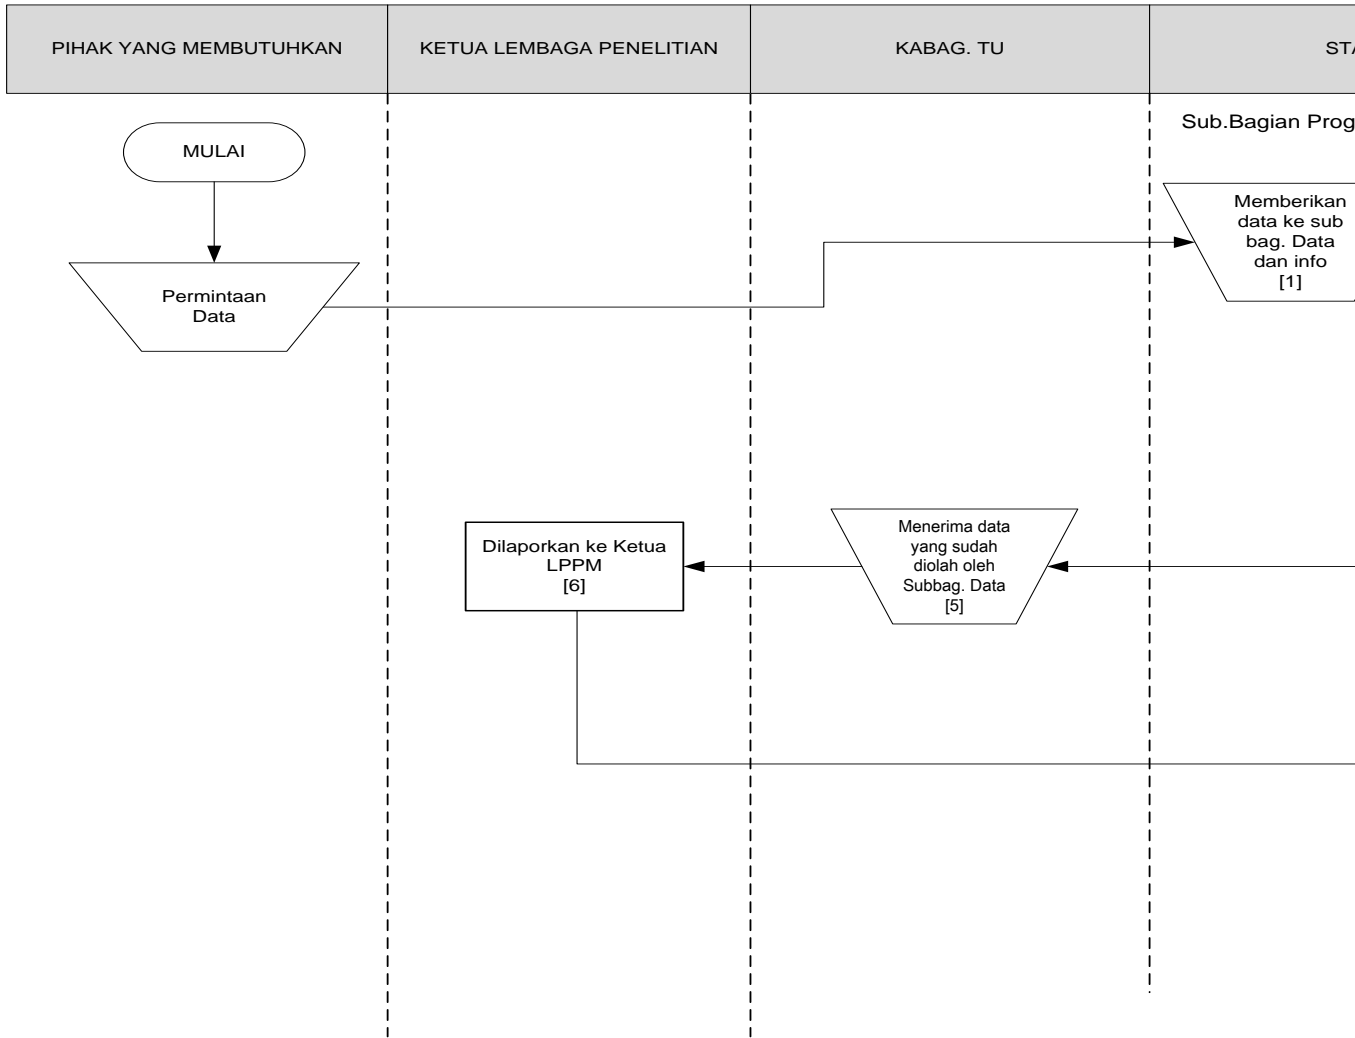 PIHAK YANG MEMBUTUHKAN
KETUA LEMBAGA PENELITIAN
KABAG. TU
STA
Sub.Bagian Prog
MULAI
Memberikan
data ke sub
bag. Data
dan info
[1]
Permintaan
Data
Dilaporkan ke Ketua
LPPM
[6]
Menerima data
yang sudah
diolah oleh
Subbag. Data
[5]